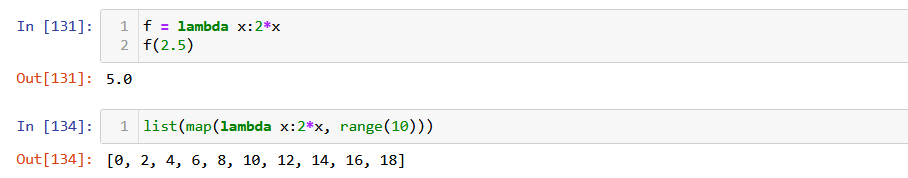 In [131]: 1 f = lambda x:2*x
2 f(2.5)
Out[131]: 5.0
In [134]: 1 list(map(lambda x:2*x, range(10)))
Out[134]: [0, 2, 4, 6, 8, 10, 12, 14, 16, 18]